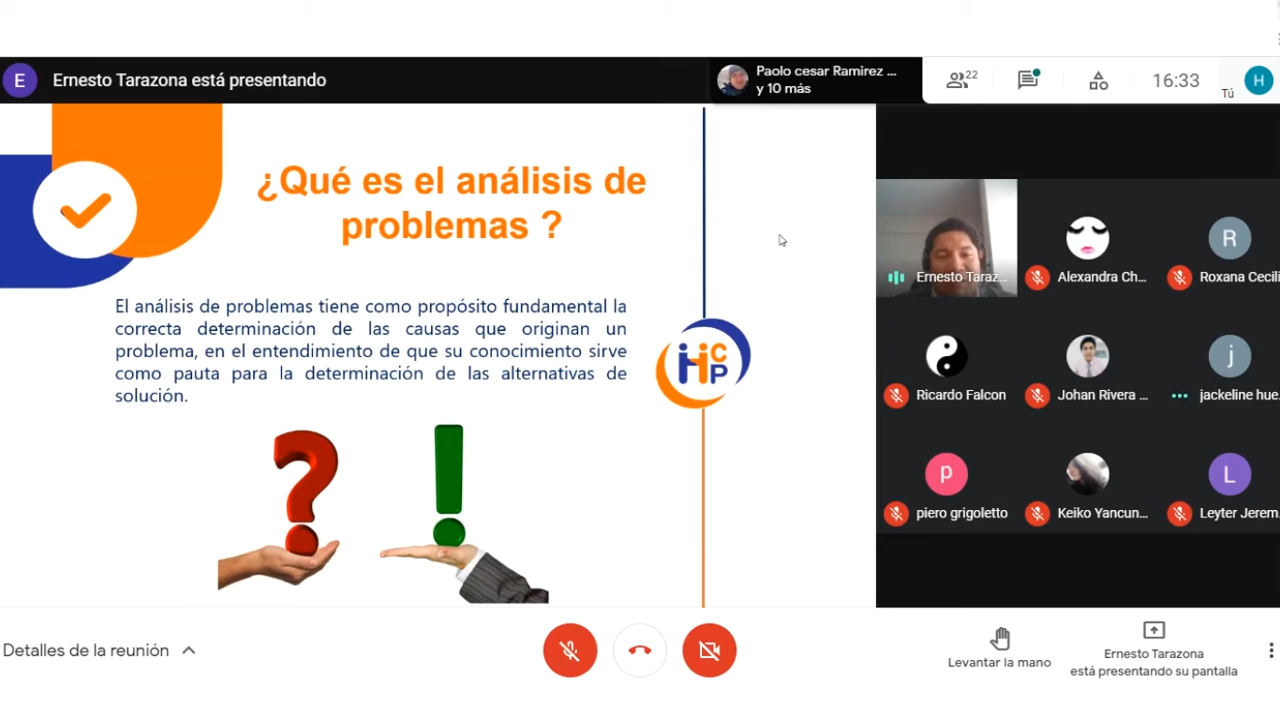 E
Ernesto Tarazona está presentando
Paolo cesar Ramirez ...
y 10 más
22
16:33
Tú
H
¿Qué es el análisis de
problemas ?
El análisis de problemas tiene como propósito fundamental la
correcta determinación de las causas que originan un
problema, en el entendimiento de que su conocimiento sirve
como pauta para la determinación de las alternativas de
solución.
HCP
Ernesto Taraz...
Alexandra Ch...
R
Roxana Cecili
Ricardo Falcon
Johan Rivera ...
j
jackeline hue.
p
piero grigoletto
Keiko Yancun...
L
Leyter Jerem.
Detalles de la reunión
Levantar la mano
Ernesto Tarazona
está presentando su pantalla